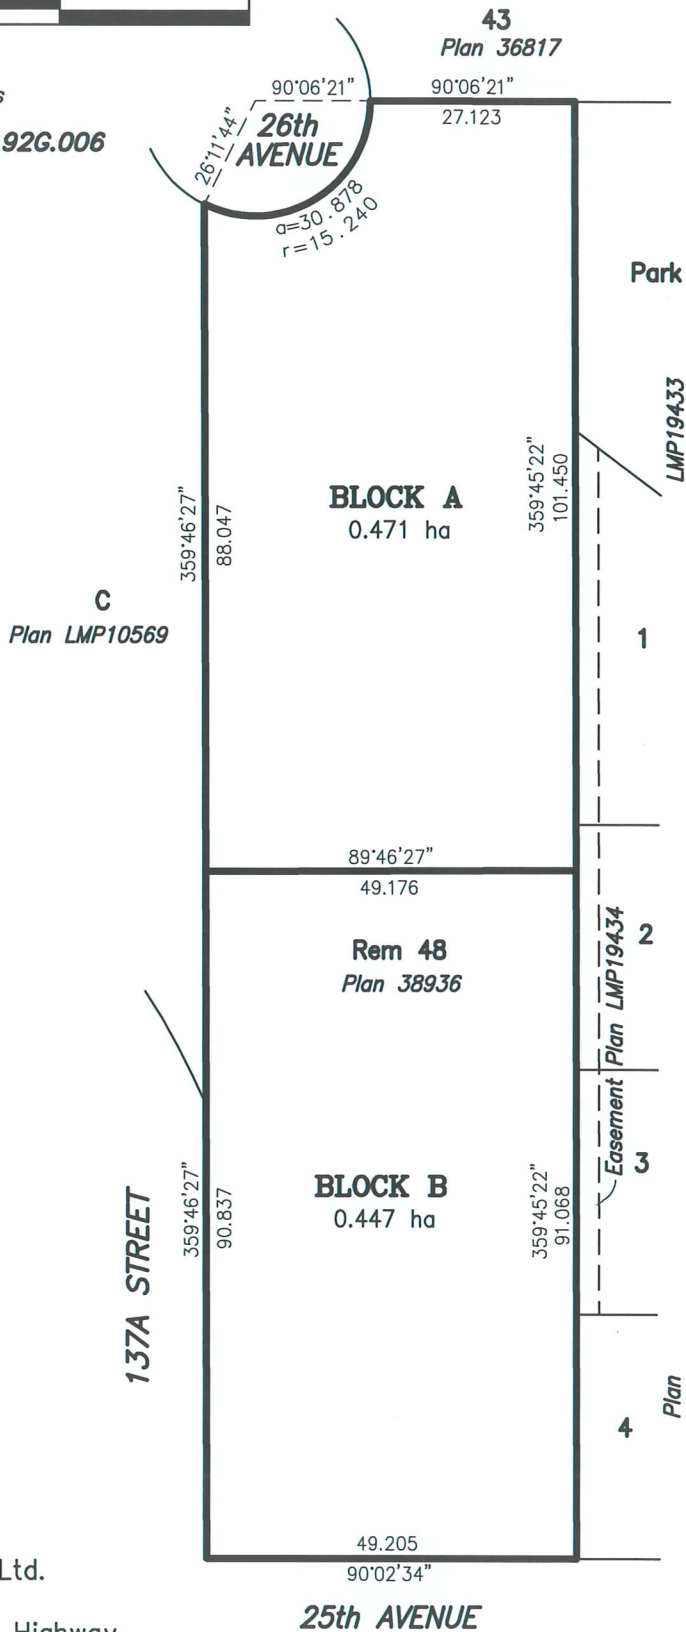 43
Plan 36817
s
90°06'21"
90°06'21"
27.123
92G.006
26°11'44"
26th
AVENUE
a=30.878
r=15.240
Park
LMP19433
359°46'27"
88.047
BLOCK A
0.471 ha
359°45'22"
101.450
C
Plan LMP10569
1
89°46'27"
49.176
Rem 48
Plan 38936
2
Plan LMP19434
Easement
3
137A STREET
359°46'27"
90.837
BLOCK B
0.447 ha
359°45'22"
91.068
4
Plan
49.205
90°02'34"
Ltd.
25th AVENUE
Highway